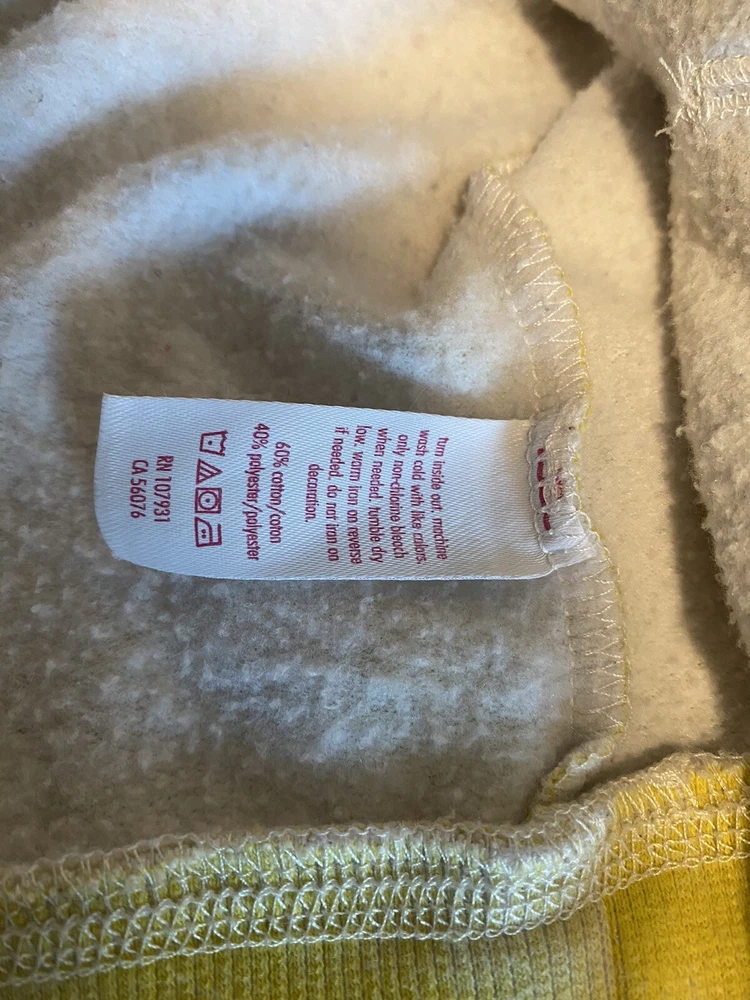 turn inside out. machine
wash cold with like colors.
only non-chlorine bleach
when needed. tumble dry
low. warm iron on reverse
if needed. do not iron on
decoration.
60% cotton/coton
40% polyester/polyester
RN 107931
CA 56076